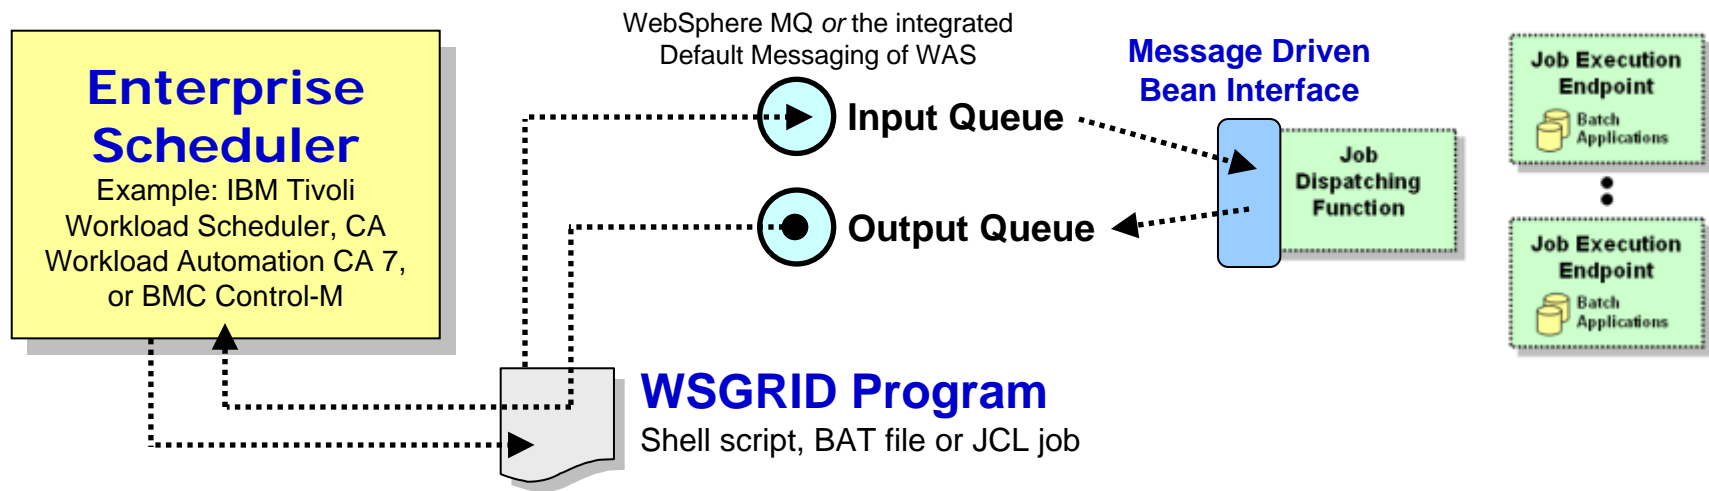 Enterprise
Scheduler
Example: IBM Tivoli
Workload Scheduler, CA
Workload Automation CA 7,
or BMC Control-M
WebSphere MQ or the integrated
Default Messaging of WAS
Input Queue
Output Queue
Message Driven
Bean Interface
Job
Dispatching
Function
Job Execution
Endpoint
Batch
Applications
Job Execution
Endpoint
Batch
Applications
WSGRID Program
Shell script, BAT file or JCL job